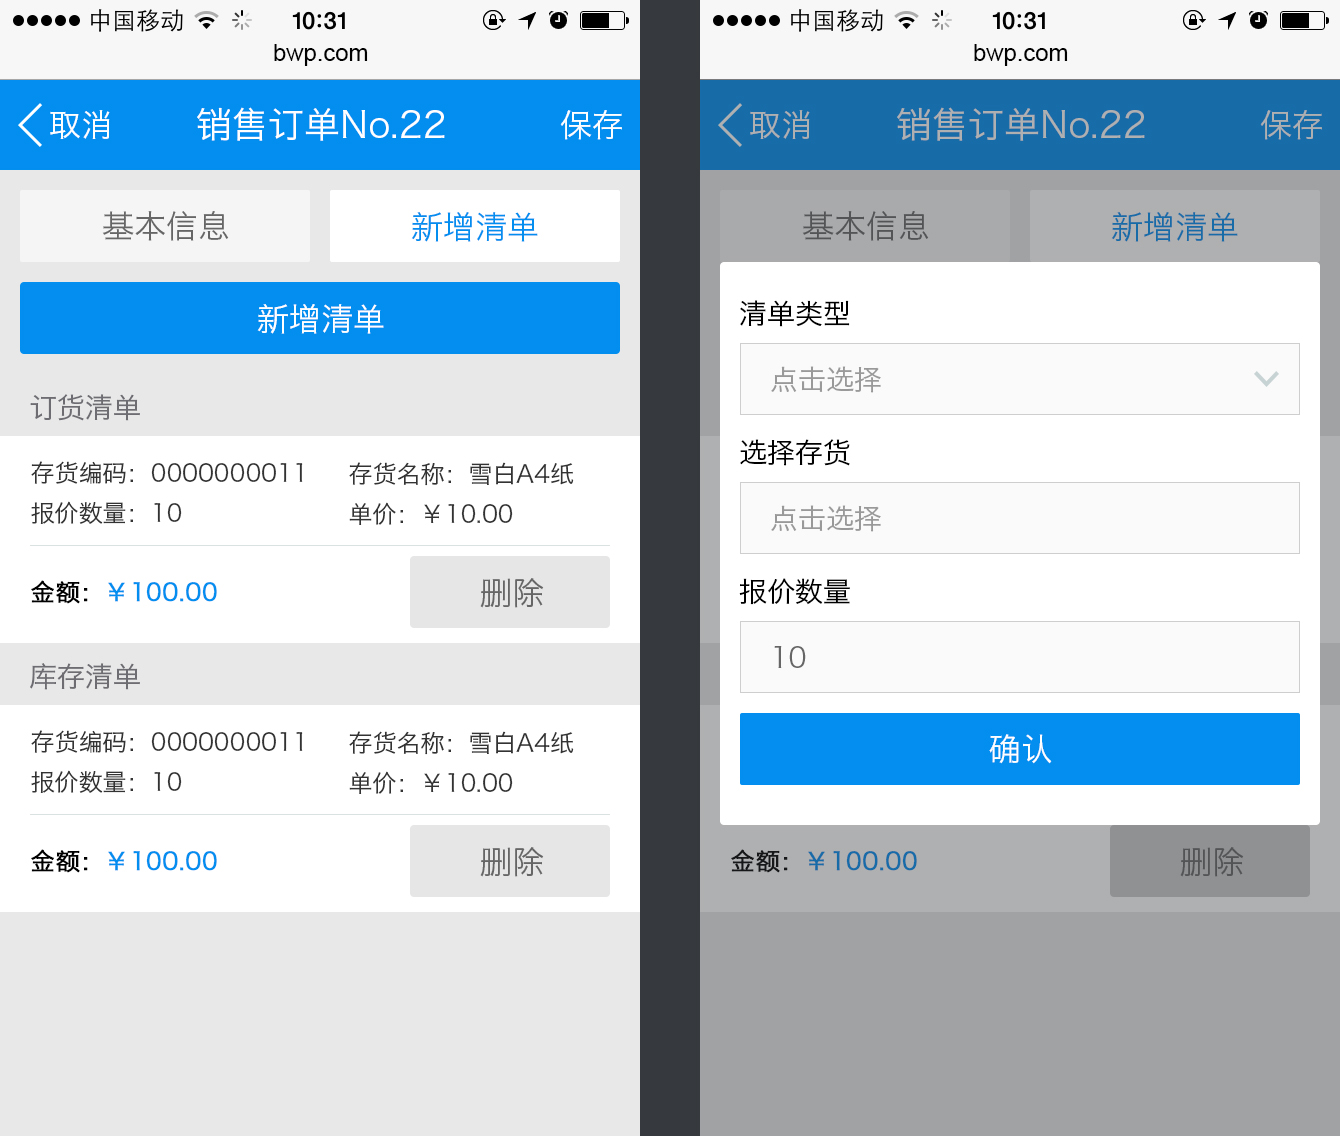 中国移动 10:31
bwp.com
取消 销售订单No.22 保存
基本信息 新增清单
新增清单
订货清单
存货编码：0000000011 存货名称：雪白A4纸
报价数量：10 单价：￥10.00
金额：￥100.00 删除
库存清单
存货编码：0000000011 存货名称：雪白A4纸
报价数量：10 单价：￥10.00
金额：￥100.00 删除
中国移动 10:31
bwp.com
取消 销售订单No.22 保存
基本信息 新增清单
清单类型
点击选择
选择存货
点击选择
报价数量
10
确认
金额：￥100.00 删除